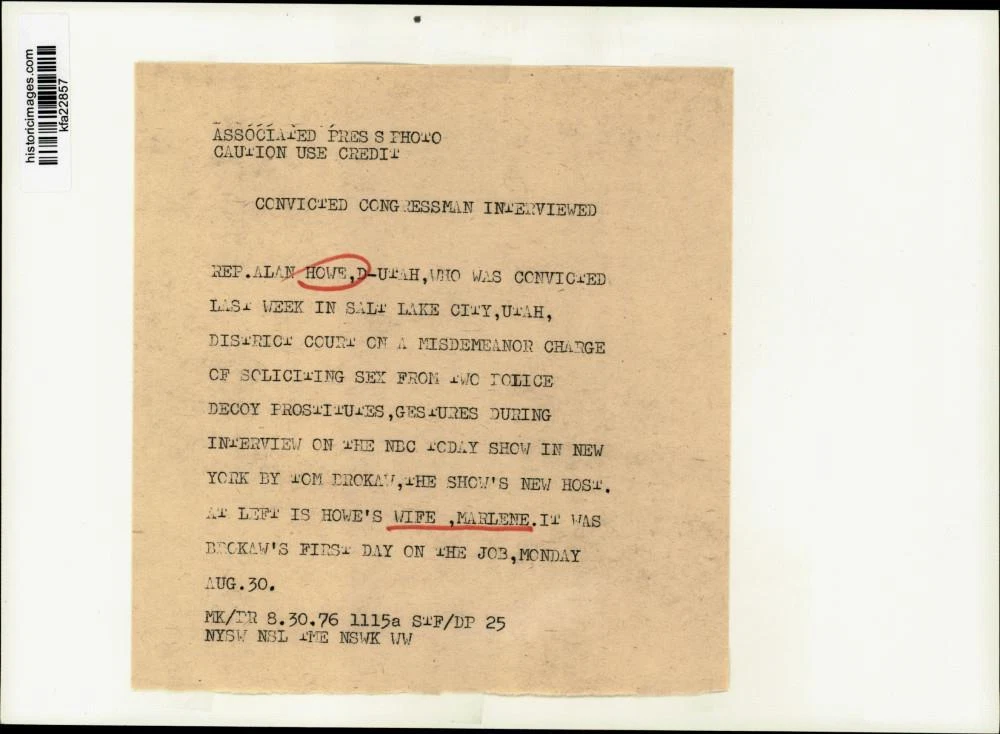 historicimages.com
kfa22857
ASSOCIATED PRESS PHOTO
CAUTION USE CREDIT
CONVICTED CONGRESSMAN INTERVIEWED
REP.ALAN HOWE,D-UTAH,WHO WAS CONVICTED
LAST WEEK IN SALT LAKE CITY,UTAH,
DISTRICT COURT ON A MISDEMEANOR CHARGE
OF SOLICITING SEX FROM TWO POLICE
DECOY PROSTITUTES,GESTURES DURING
INTERVIEW ON THE NBC TODAY SHOW IN NEW
YORK BY TOM BROKAW,THE SHOW'S NEW HOST.
AT LEFT IS HOWE'S WIFE ,MARLENE.IT WAS
BROKAW'S FIRST DAY ON THE JOB,MONDAY
AUG.30.
MK/DR 8.30.76 1115a STF/DP 25
NYSW NSL TME NSWK WW